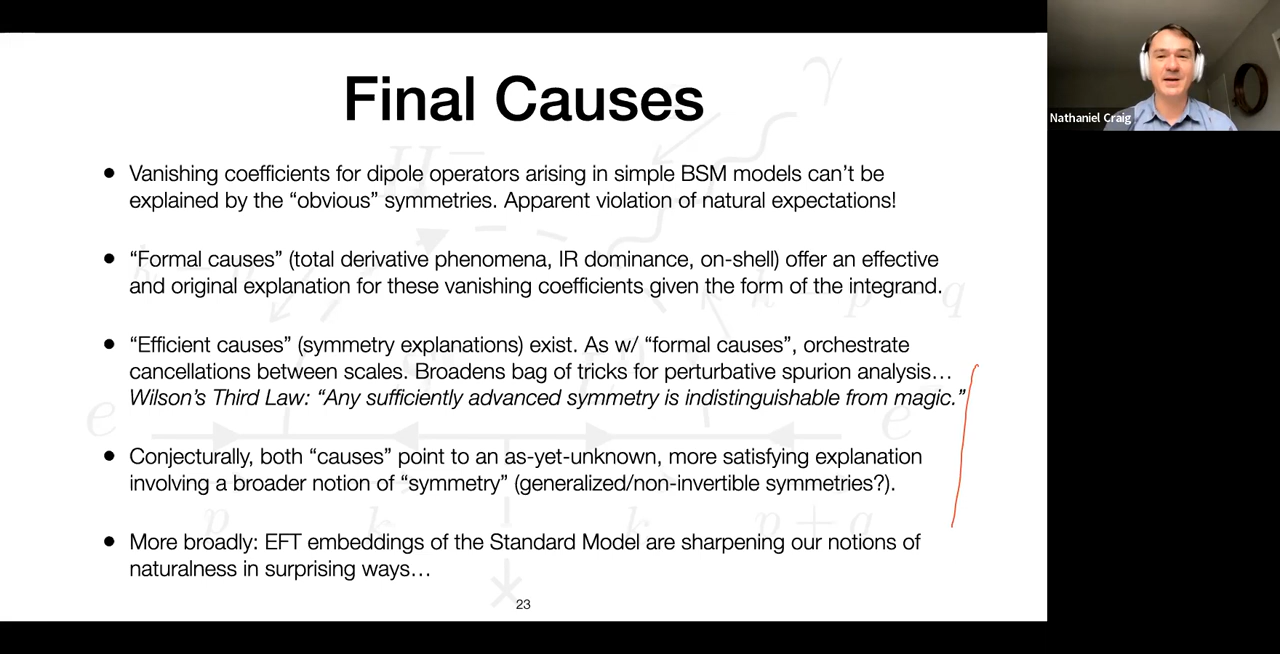 Final Causes
γ
Nathaniel Craig
H⁻
• Vanishing coefficients for dipole operators arising in simple BSM models can't be
explained by the “obvious” symmetries. Apparent violation of natural expectations!
• “Formal causes” (total derivative phenomena, IR dominance, on-shell) offer an effective
and original explanation for these vanishing coefficients given the form of the integrand.
k p q
• “Efficient causes” (symmetry explanations) exist. As w/ “formal causes”, orchestrate
cancellations between scales. Broadens bag of tricks for perturbative spurion analysis…
Wilson’s Third Law: “Any sufficiently advanced symmetry is indistinguishable from magic.”
e e
• Conjecturally, both “causes” point to an as-yet-unknown, more satisfying explanation
involving a broader notion of “symmetry” (generalized/non-invertible symmetries?).
p k k p + q
• More broadly: EFT embeddings of the Standard Model are sharpening our notions of
naturalness in surprising ways…
23